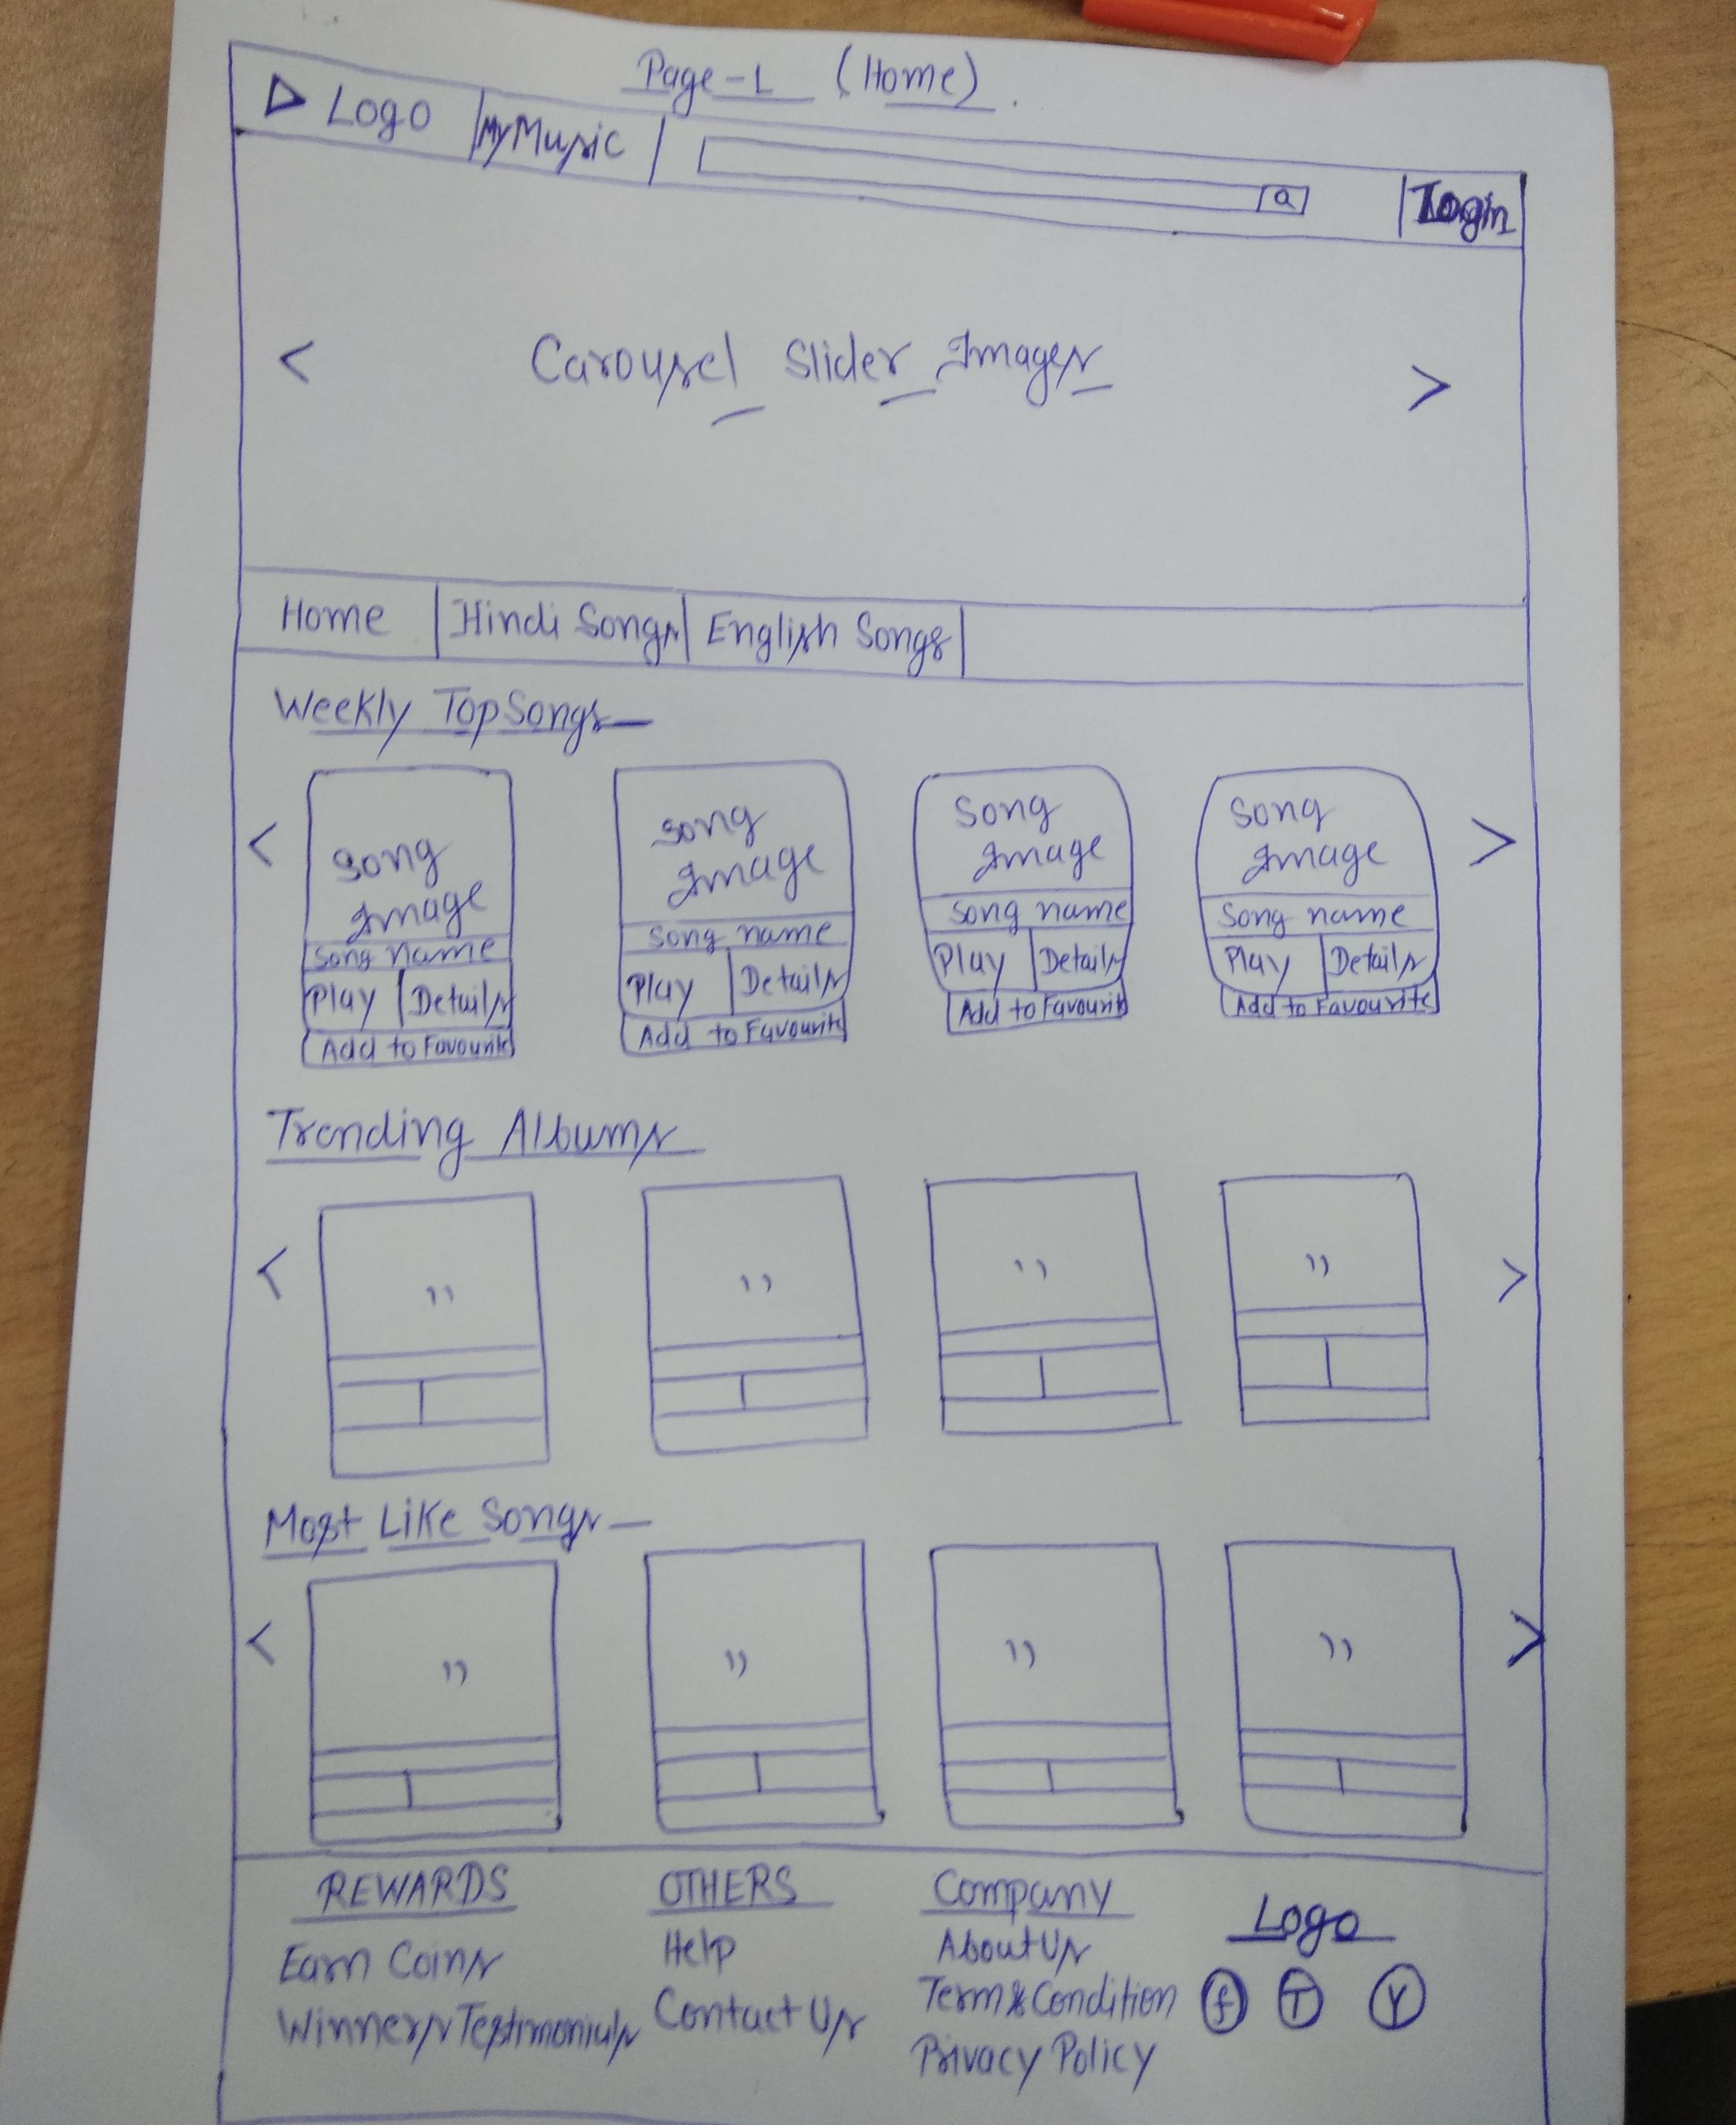 Page-1 (Home).
Logo MyMusic Login
< Carousel Slider Images >
Home Hindi Songs English Songs
Weekly Top Songs
< >
Song Image Song Image Song Image Song Image
Song name Song name Song name Song name
Play Details Play Details Play Details Play Details
Add to Favourite Add to Favourite Add to Favourite Add to Favourite
Trending Albums
< " " " " >
Most Like Songs
< " " " " >
REWARDS OTHERS Company Logo
Earn Coins Help About Us
Winners Testimonials Contact Us Term & Condition f T Y
Privacy Policy